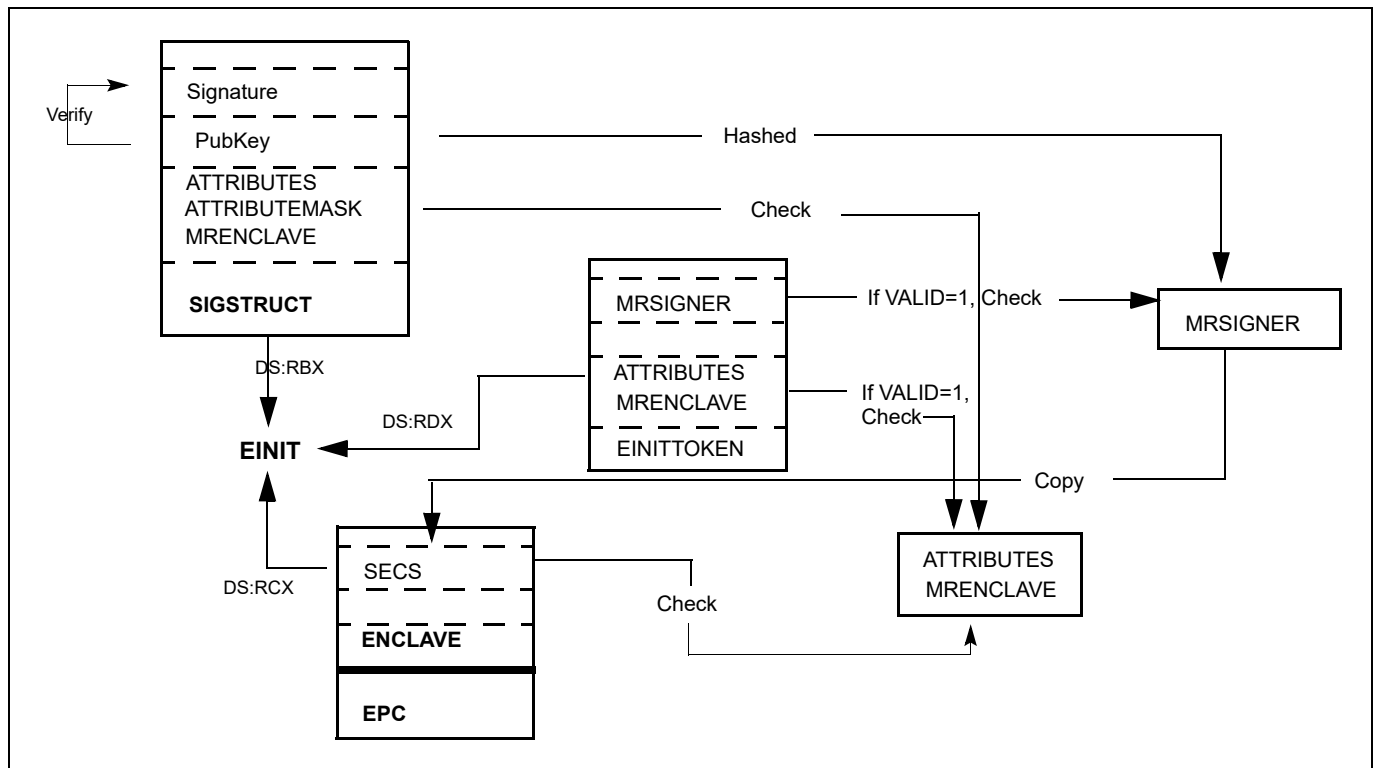 Signature
Verify
PubKey
Hashed
ATTRIBUTES
ATTRIBUTEMASK
Check
MRENCLAVE
SIGSTRUCT
MRSIGNER
If VALID=1, Check
MRSIGNER
DS:RBX
ATTRIBUTES
MRENCLAVE
If VALID=1,
Check
DS:RDX
EINIT
EINITTOKEN
Copy
SECS
DS:RCX
Check
ATTRIBUTES
MRENCLAVE
ENCLAVE
EPC